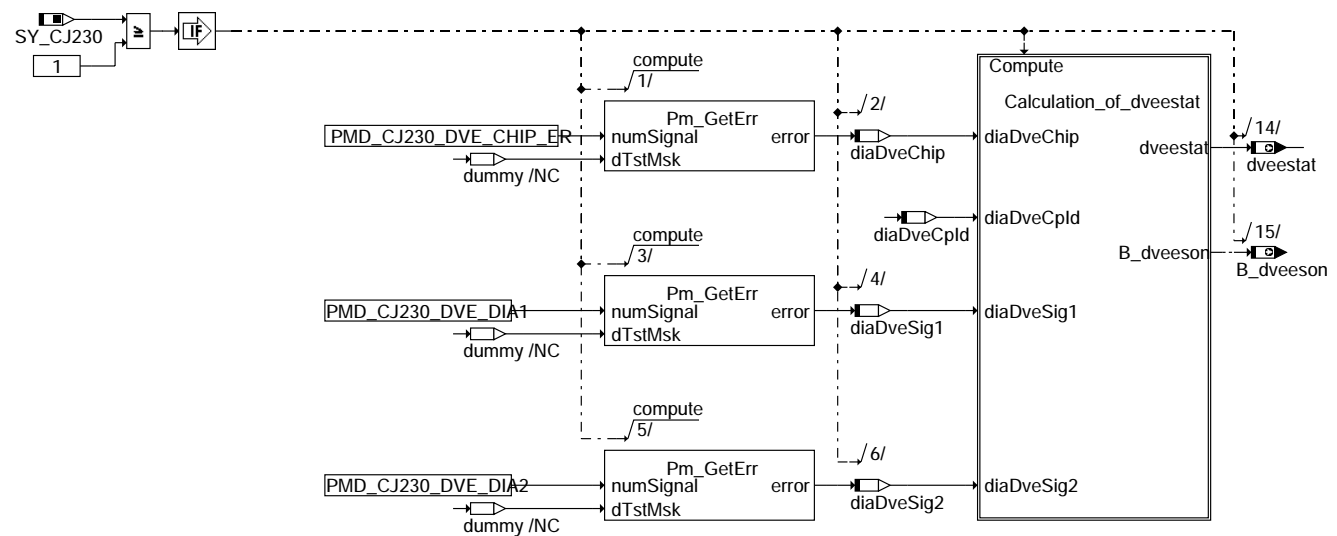 SY_CJ230
1
≥
IF
compute
1/
PMD_CJ230_DVE_CHIP_ER
dummy /NC
Pm_GetErr
numSignal
error
dTstMsk
/2/
diaDveChip
Compute
Calculation_of_dveestat
diaDveChip
dveestat
/14/
dveestat
diaDveCpId
diaDveCpId
B_dveeson
/15/
B_dveeson
compute
3/
PMD_CJ230_DVE_DIA1
dummy /NC
Pm_GetErr
numSignal
error
dTstMsk
/4/
diaDveSig1
diaDveSig1
compute
5/
PMD_CJ230_DVE_DIA2
dummy /NC
Pm_GetErr
numSignal
error
dTstMsk
/6/
diaDveSig2
diaDveSig2